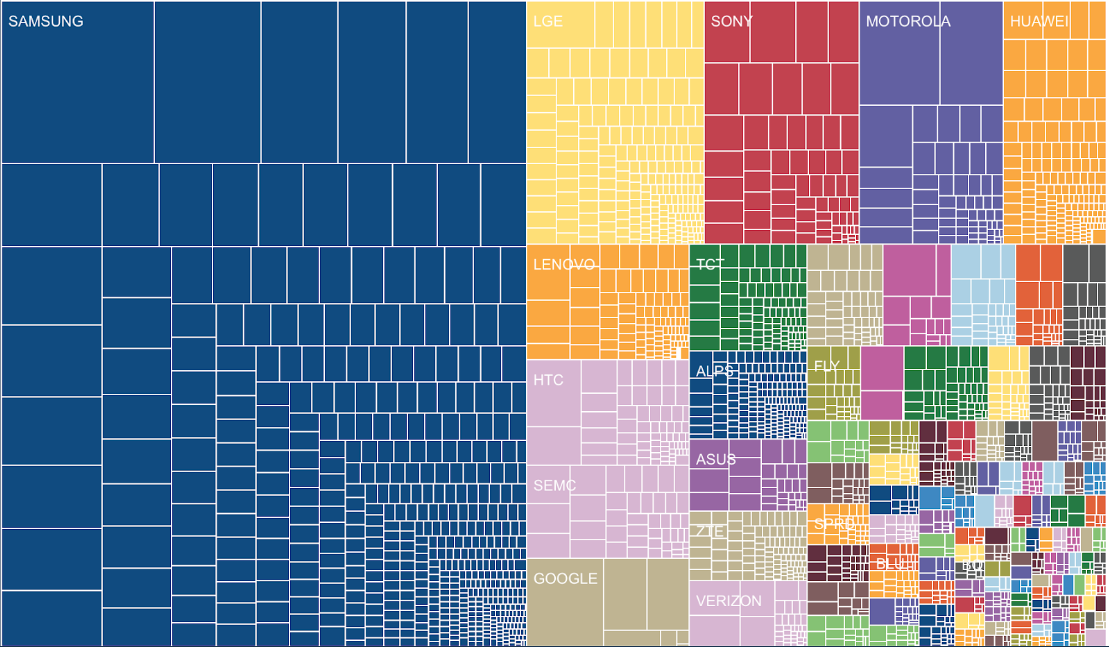 SAMSUNG
LGE
SONY
MOTOROLA
HUAWEI
LENOVO
TCT
HTC
ALPS
FLY
SEMC
ASUS
ZTE
SPRD
GOOGLE
BLU
VERIZON